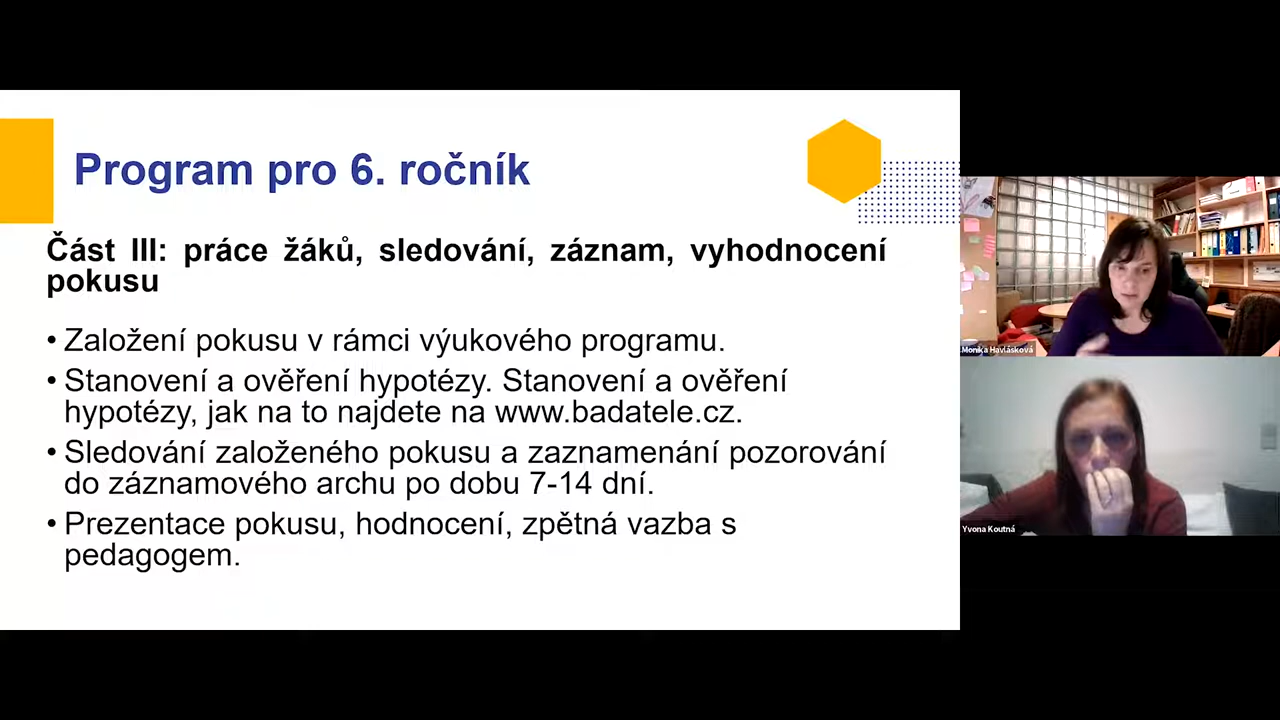 Program pro 6. ročník
Část III: práce žáků, sledování, záznam, vyhodnocení
pokusu
• Založení pokusu v rámci výukového programu.
• Stanovení a ověření hypotézy. Stanovení a ověření
hypotézy, jak na to najdete na www.badatele.cz.
• Sledování založeného pokusu a zaznamenání pozorování
do záznamového archu po dobu 7-14 dní.
• Prezentace pokusu, hodnocení, zpětná vazba s
pedagogem.
Monika Havlásková
Yvona Koutná